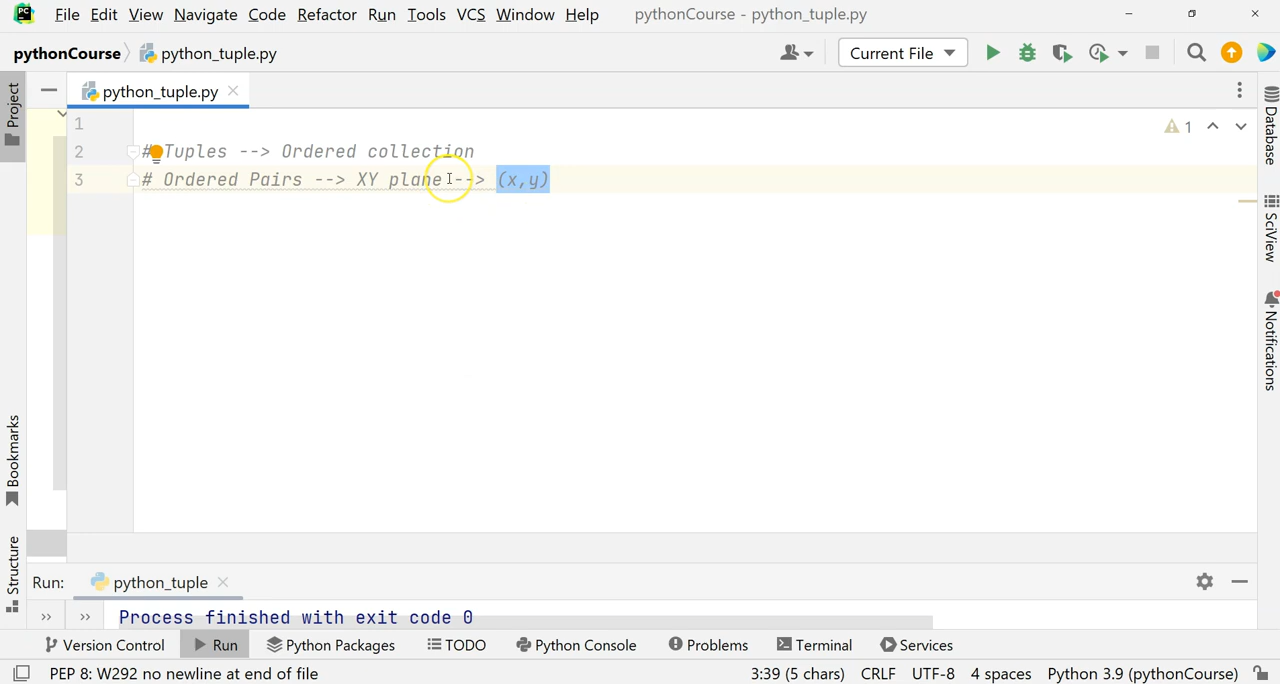 PC File Edit View Navigate Code Refactor Run Tools VCS Window Help pythonCourse - python_tuple.py
pythonCourse python_tuple.py Current File
Project
python_tuple.py
1
1
2 # Tuples --> Ordered collection
3 # Ordered Pairs --> XY plane --> (x,y)
Database
SciView
Notifications
Bookmarks
Structure
Run: python_tuple
» » Process finished with exit code 0
Version Control Run Python Packages TODO Python Console Problems Terminal Services
PEP 8: W292 no newline at end of file 3:39 (5 chars) CRLF UTF-8 4 spaces Python 3.9 (pythonCourse)